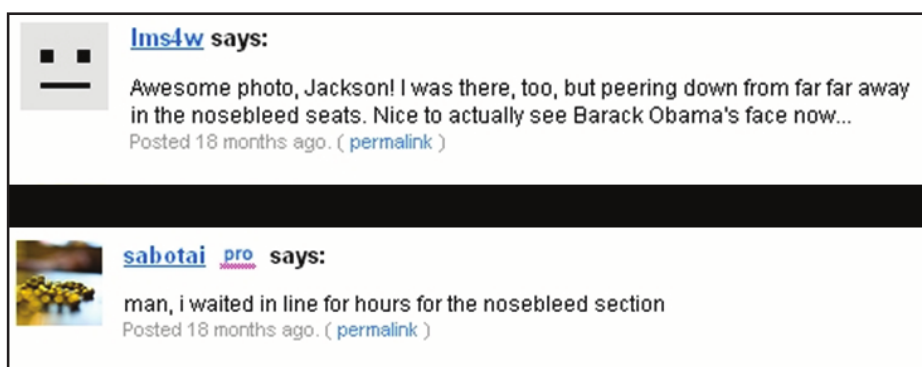 lms4w says:
Awesome photo, Jackson! I was there, too, but peering down from far far away
in the nosebleed seats. Nice to actually see Barack Obama's face now...
Posted 18 months ago. ( permalink )
sabotai pro says:
man, i waited in line for hours for the nosebleed section
Posted 18 months ago. ( permalink )